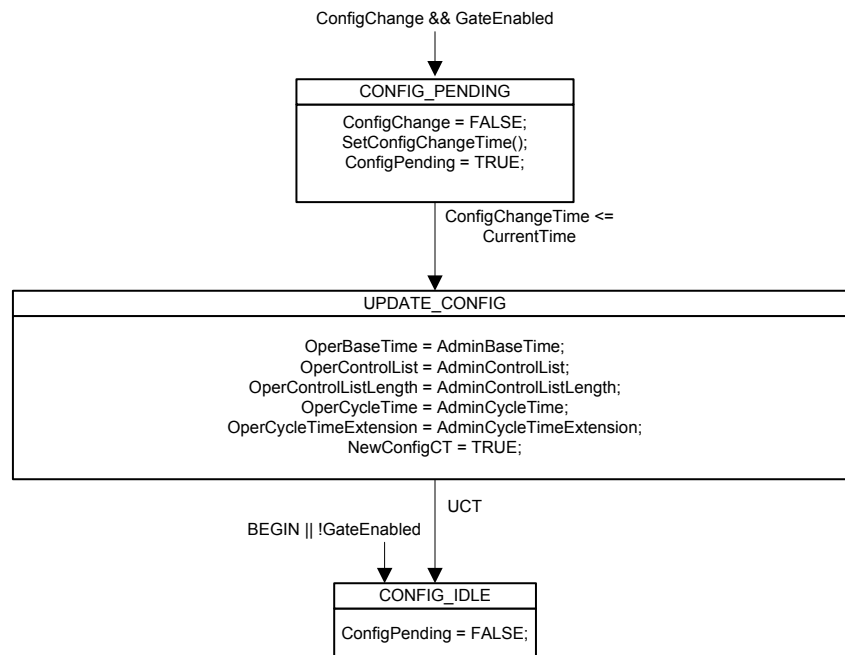 ConfigChange && GateEnabled
CONFIG_PENDING
ConfigChange = FALSE;
SetConfigChangeTime();
ConfigPending = TRUE;
ConfigChangeTime <=
CurrentTime
UPDATE_CONFIG
OperBaseTime = AdminBaseTime;
OperControlList = AdminControlList;
OperControlListLength = AdminControlListLength;
OperCycleTime = AdminCycleTime;
OperCycleTimeExtension = AdminCycleTimeExtension;
NewConfigCT = TRUE;
UCT
BEGIN || !GateEnabled
CONFIG_IDLE
ConfigPending = FALSE;